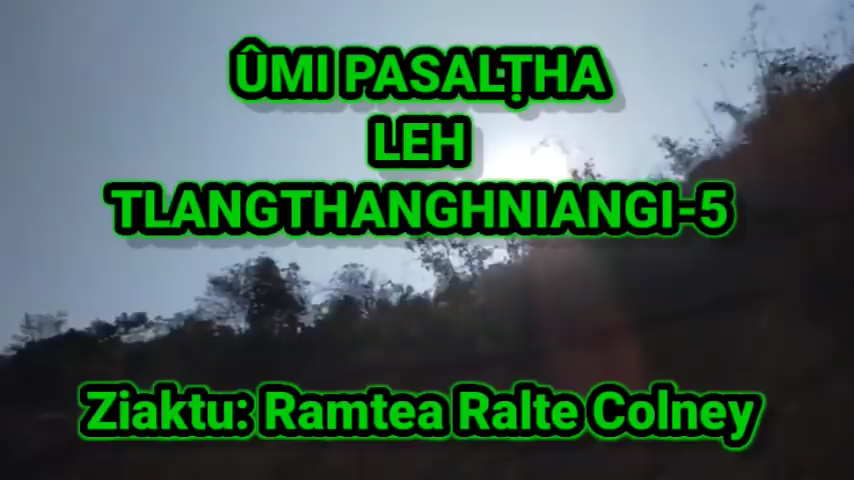 ÛMI PASALṬHA
LEH
TLANGTHANGHNIANGI-5
Ziaktu: Ramtea Ralte Colney